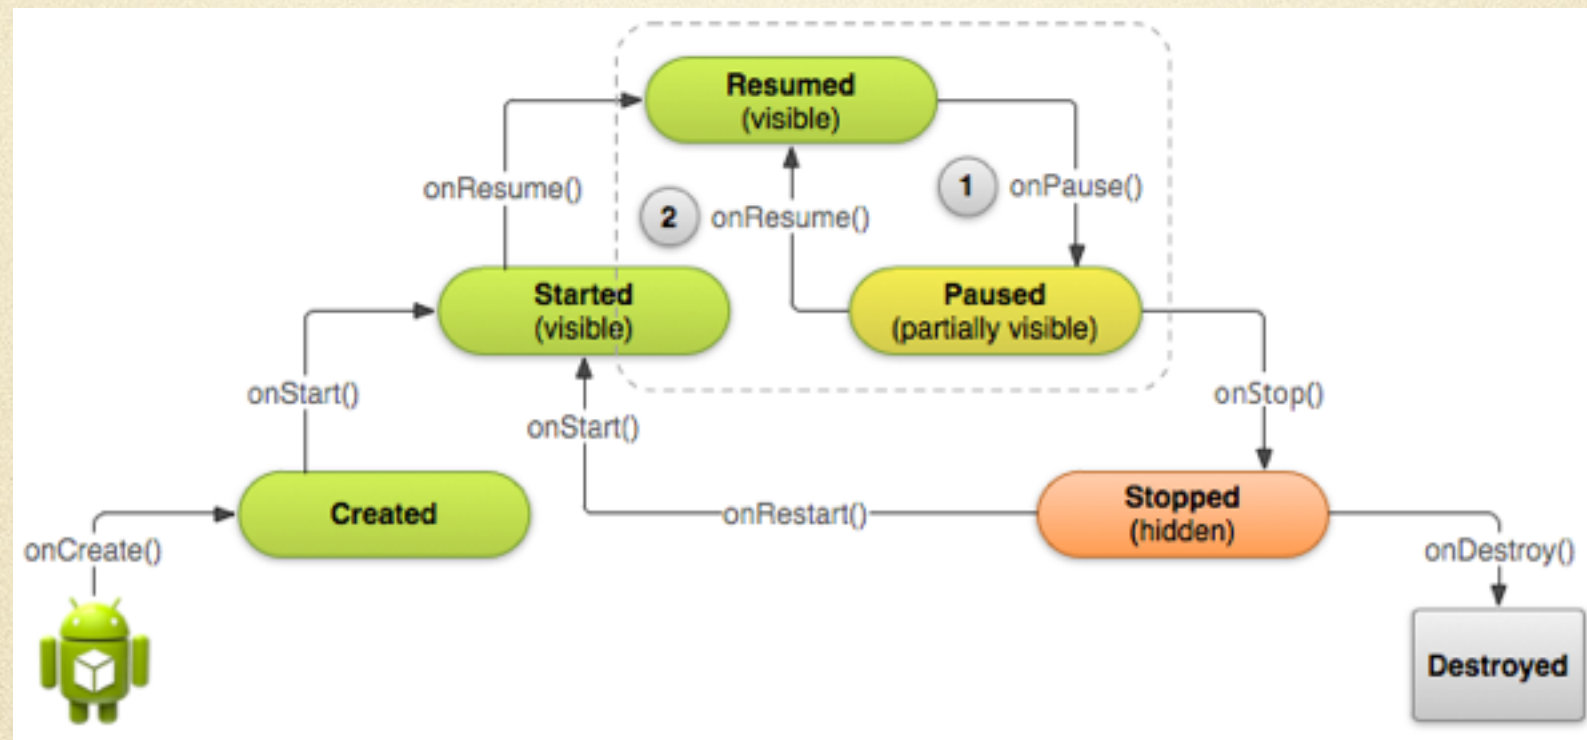 Resumed
(visible)
onResume()
2
onResume()
1
onPause()
Started
(visible)
Paused
(partially visible)
onStart()
onStart()
onStop()
Created
onRestart()
Stopped
(hidden)
onCreate()
onDestroy()
Destroyed